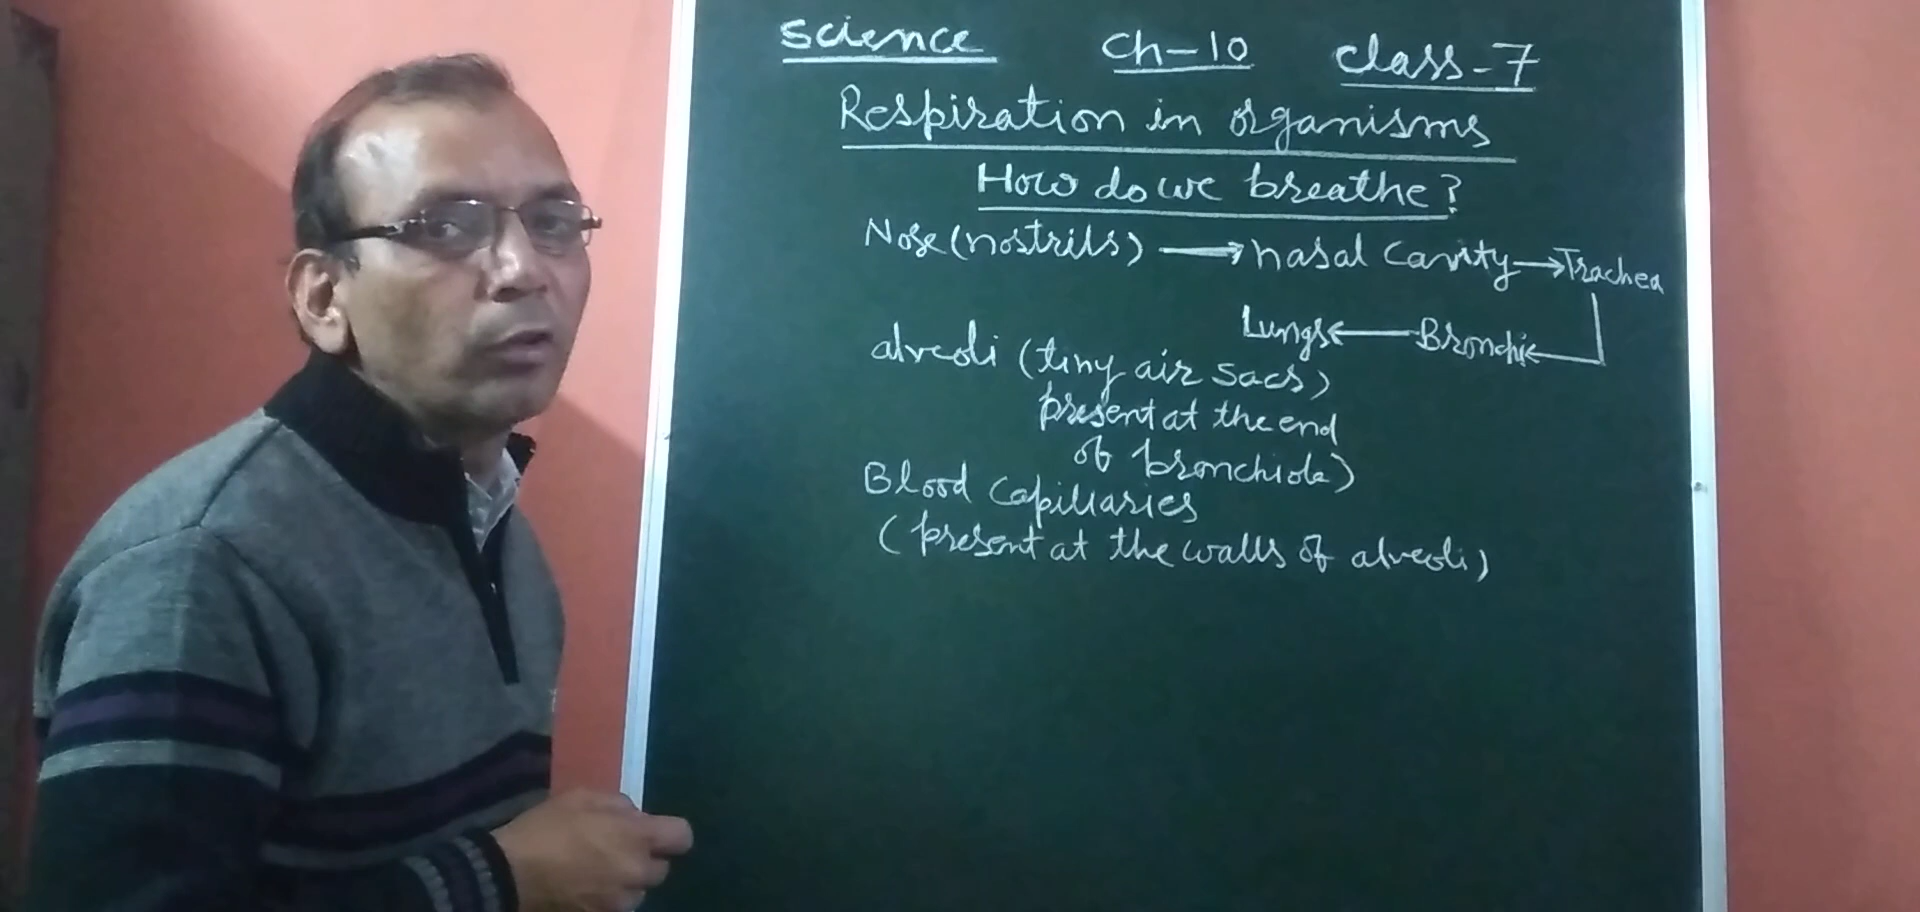 Science Ch-10 Class-7
Respiration in organisms
How do we breathe?
Nose (nostrils) → nasal cavity → Trachea
Lungs ← Bronchi ←
alveoli (tiny air sacs)
present at the end
of bronchiole)
Blood capillaries
(present at the walls of alveoli)